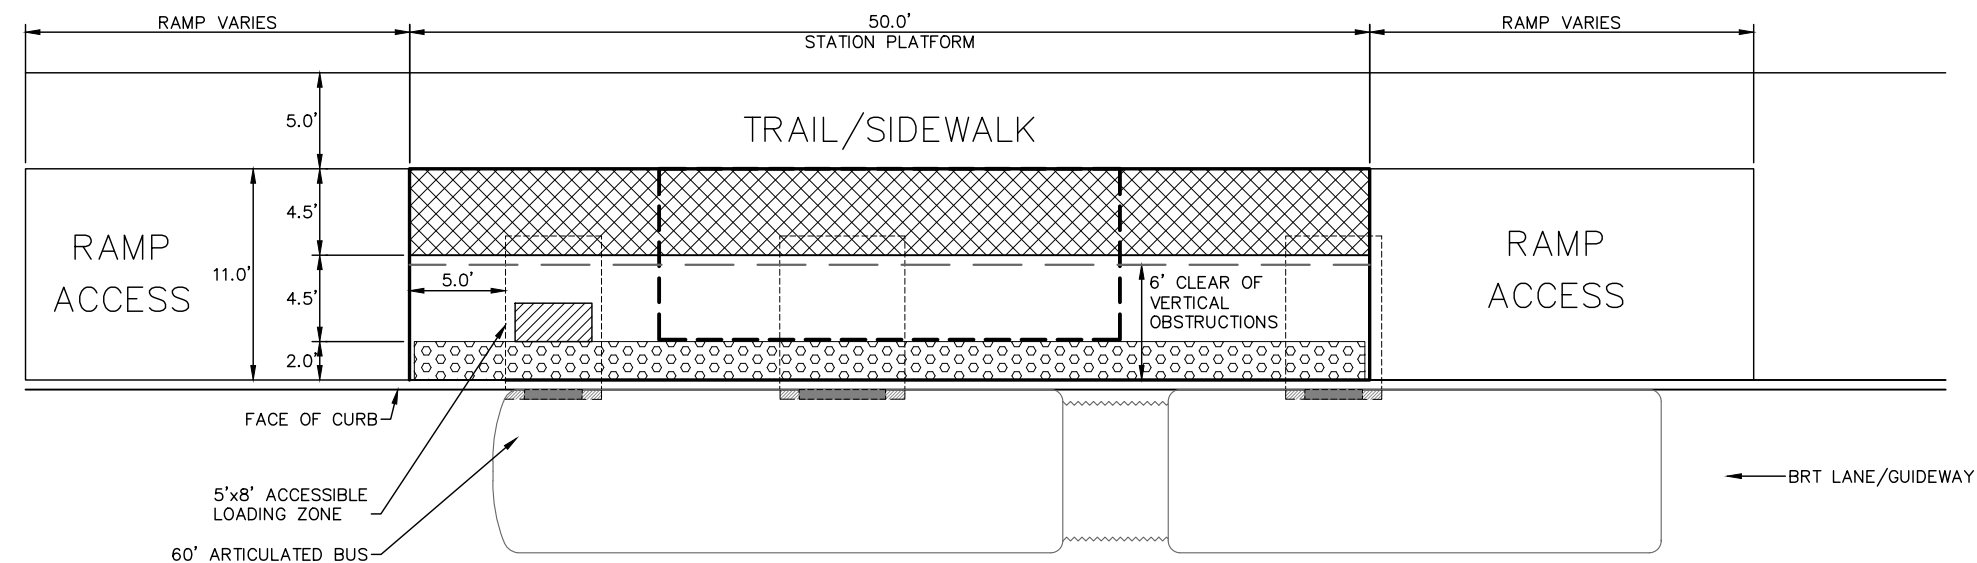 RAMP VARIES
50.0'
STATION PLATFORM
RAMP VARIES
5.0'
TRAIL/SIDEWALK
4.5'
RAMP
ACCESS
11.0'
4.5'
5.0'
6' CLEAR OF
VERTICAL
OBSTRUCTIONS
RAMP
ACCESS
2.0'
FACE OF CURB
5'x8' ACCESSIBLE
LOADING ZONE
60' ARTICULATED BUS
BRT LANE/GUIDEWAY